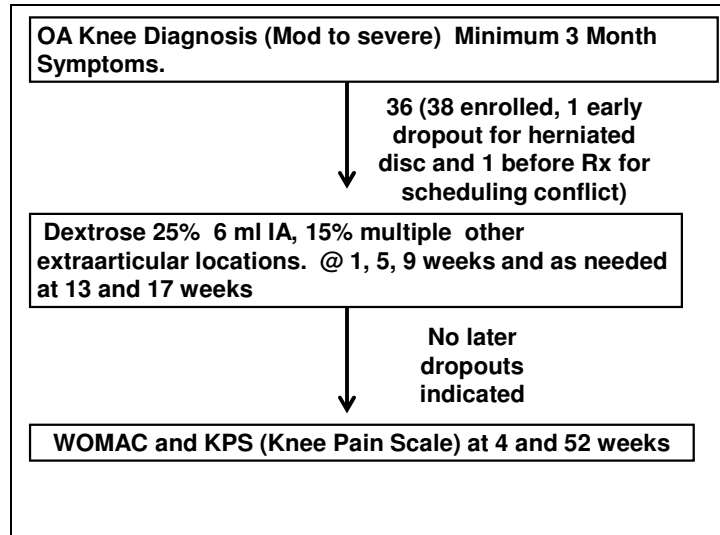 OA Knee Diagnosis (Mod to severe)  Minimum 3 Month
Symptoms.
36 (38 enrolled, 1 early
dropout for herniated
disc and 1 before Rx for
scheduling conflict)
Dextrose 25%  6 ml IA, 15% multiple  other
extraarticular locations.  @ 1, 5, 9 weeks and as needed
at 13 and 17 weeks
No later
dropouts
indicated
WOMAC and KPS (Knee Pain Scale) at 4 and 52 weeks